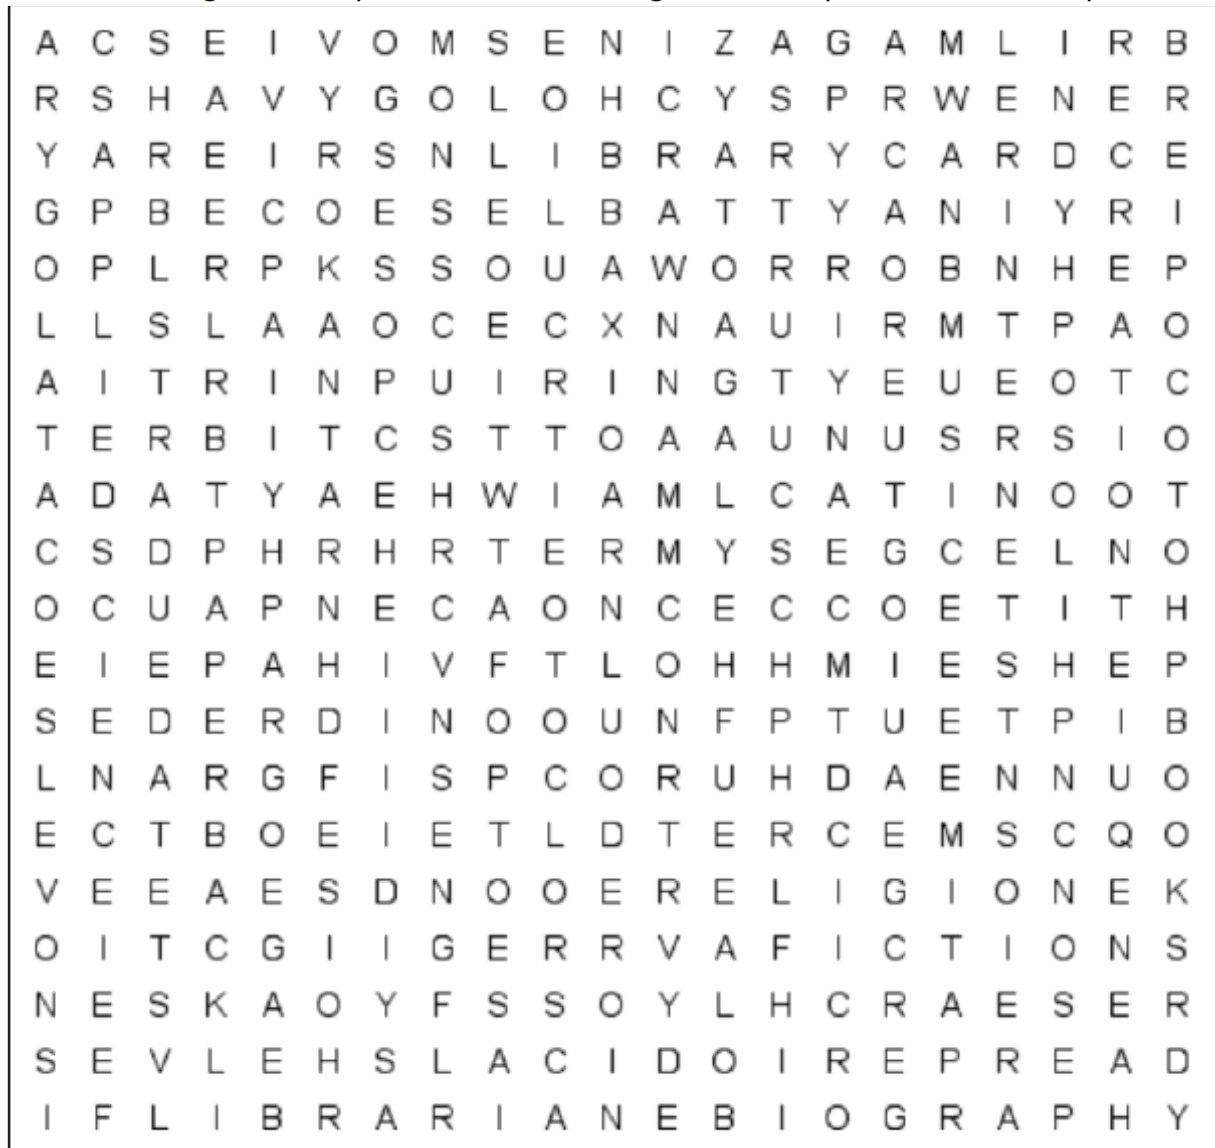 A C S E I V O M S E N I Z A G A M L I R B
R S H A V Y G O L O H C Y S P R W E N E R
Y A R E I R S N L I B R A R Y C A R D C E
G P B E C O E S E L B A T T Y A N I Y R I
O P L R P K S S O U A W O R R O B N H E P
L L S L A A O C E C X N A U I R M T P A O
A I T R I N P U I R I N G T Y E U E O T C
T E R B I T C S T T O A A U N U S R S I O
A D A T Y A E H W I A M L C A T I N O O T
C S D P H R H R T E R M Y S E G C E L N O
O C U A P N E C A O N C E C C O E T I T H
E I E P A H I V F T L O H H M I E S H E P
S E D E R D I N O O U N F P T U E T P I B
L N A R G F I S P C O R U H D A E N N U O
E C T B O E I E T L D T E R C E M S C Q O
V E E A E S D N O O E R E L I G I O N E K
O I T C G I I G E R R V A F I C T I O N S
N E S K A O Y F S S O Y L H C R A E S E R
S E V L E H S L A C I D O I R E P R E A D
I F L I B R A R I A N E B I O G R A P H Y